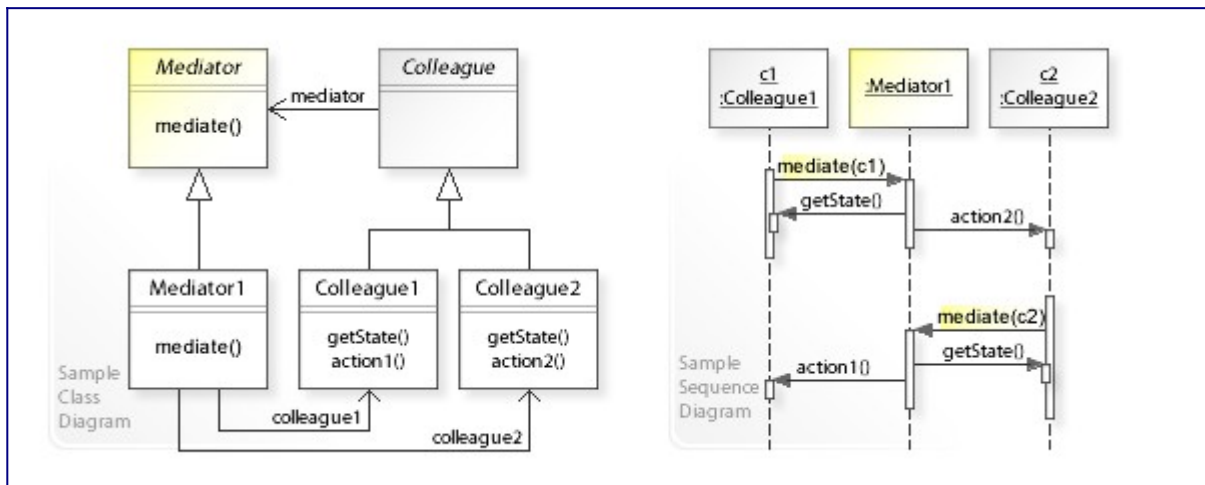 Mediator
mediate()
mediator
Colleague
Mediator1
mediate()
Colleague1
getState()
action1()
Colleague2
getState()
action2()
colleague1
colleague2
Sample
Class
Diagram
c1
:Colleague1
:Mediator1
c2
:Colleague2
mediate(c1)
getState()
action2()
mediate(c2)
getState()
action1()
Sample
Sequence
Diagram